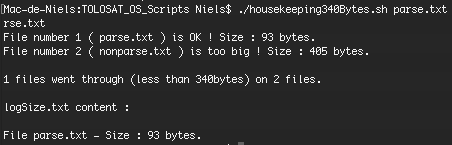 [Mac-de-Niels:TOLOSAT_OS_Scripts Niels$ ./housekeeping340Bytes.sh parse.txt
rse.txt
File number 1 ( parse.txt ) is OK ! Size : 93 bytes.
File number 2 ( nonparse.txt ) is too big ! Size : 405 bytes.
1 files went through (less than 340bytes) on 2 files.
logSize.txt content :
File parse.txt – Size : 93 bytes.